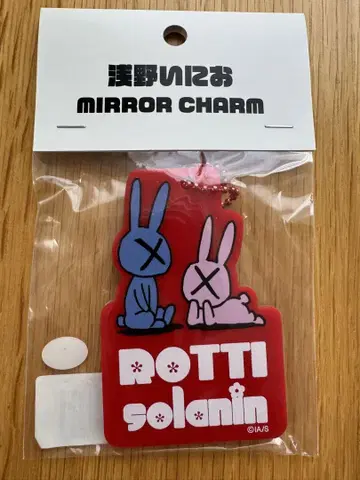 浅野いにお
MIRROR CHARM
ROTTI
solanin
©IA/S